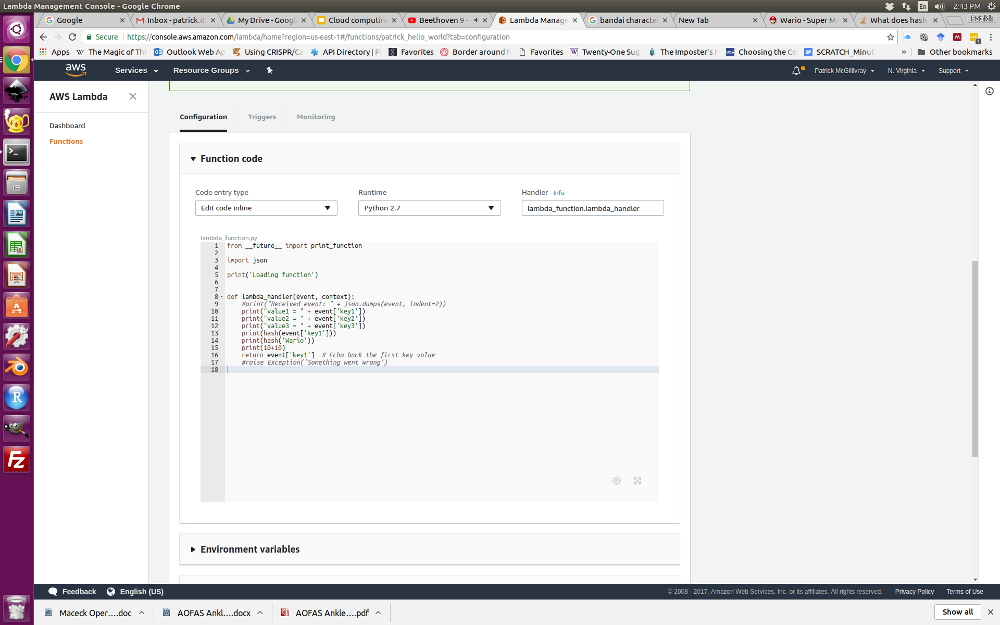 Lambda Management Console - Google Chrome
En
2:43 PM
Google
Inbox - patrick.d
My Drive - Googl
Cloud computin
Beethoven 9 -
Lambda Manage
bandai characte
New Tab
Wario - Super M
What does hash
Patrick
Secure
https://console.aws.amazon.com/lambda/home?region=us-east-1#/functions/patrick_hello_world?tab=configuration
1
Apps
W
The Magic of Thi
Outlook Web Ap
Using CRISPR/Ca
API Directory | P
Favorites
Border around f
Favorites
W
Twenty-One Sug
The Imposter's H
UCLA
Choosing the Co
SCRATCH_Minut
»
Other bookmarks
aws
Services
Resource Groups
Patrick McGillivray
N. Virginia
Support
AWS Lambda
Dashboard
Functions
Configuration
Triggers
Monitoring
Function code
Code entry type
Runtime
Handler Info
Edit code inline
Python 2.7
lambda_function.lambda_handler
lambda_function.py
1 from __future__ import print_function
2
3 import json
4
5 print('Loading function')
6
7
8 def lambda_handler(event, context):
9 #print("Received event: " + json.dumps(event, indent=2))
10 print("value1 = " + event['key1'])
11 print("value2 = " + event['key2'])
12 print("value3 = " + event['key3'])
13 print(hash(event['key1']))
14 print(hash('Wario'))
15 print(10+10)
16 return event['key1'] # Echo back the first key value
17 #raise Exception('Something went wrong')
18
R
Fz
Environment variables
Feedback
English (US)
© 2008 - 2017, Amazon Web Services, Inc. or its affiliates. All rights reserved.
Privacy Policy
Terms of Use
Maceck Oper....doc
AOFAS Ankl....docx
AOFAS Ankle....pdf
Show all